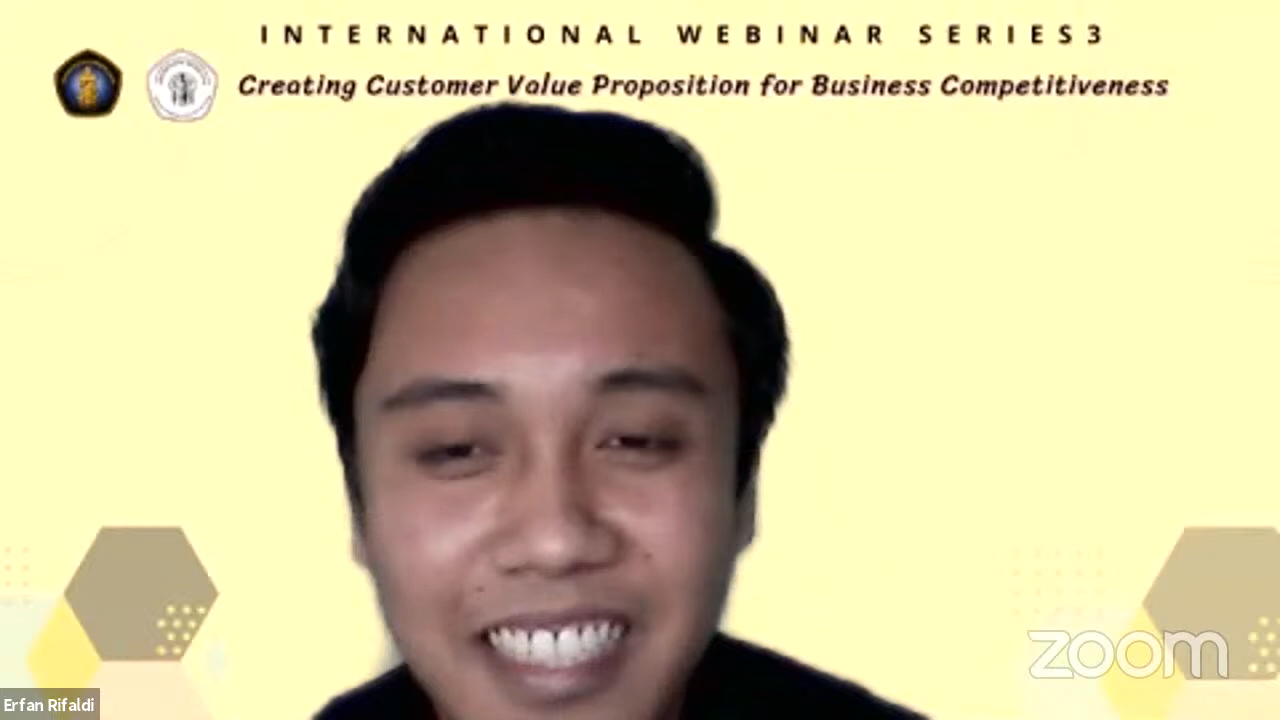 INTERNATIONAL WEBINAR SERIES3
Creating Customer Value Proposition for Business Competitiveness
zoom
Erfan Rifaldi